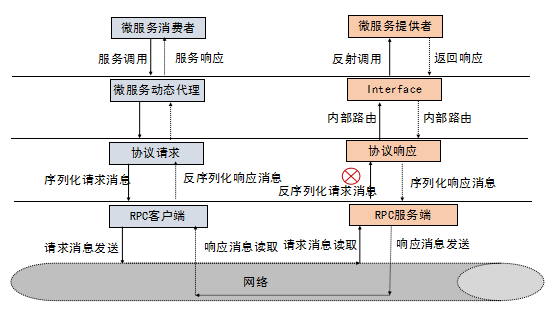 微服务消费者
微服务提供者
服务调用
服务响应
反射调用
返回响应
微服务动态代理
Interface
内部路由
内部路由
协议请求
协议响应
序列化请求消息
反序列化响应消息
反序列化请求消息
序列化响应消息
RPC客户端
RPC服务端
请求消息发送
响应消息读取
请求消息读取
响应消息发送
网络